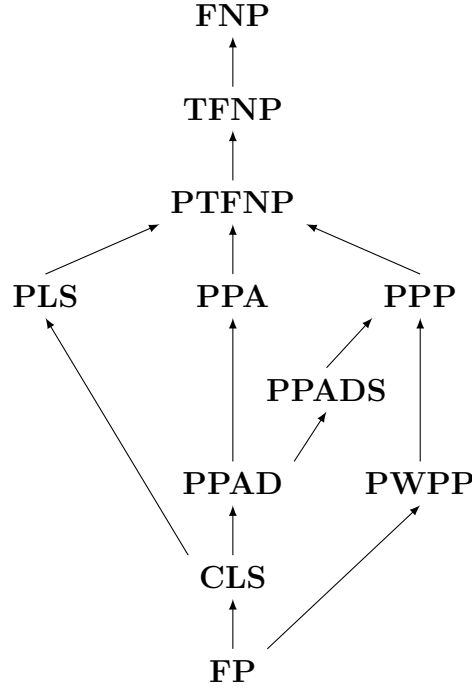 FNP
TFNP
PTFNP
PLS PPA PPP
PPADS
PPAD PWPP
CLS
FP